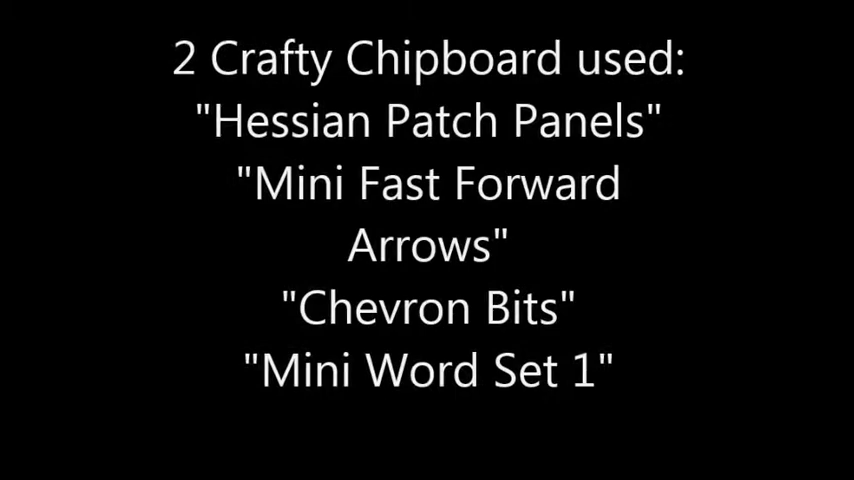 2 Crafty Chipboard used:
"Hessian Patch Panels"
"Mini Fast Forward
Arrows"
"Chevron Bits"
"Mini Word Set 1"